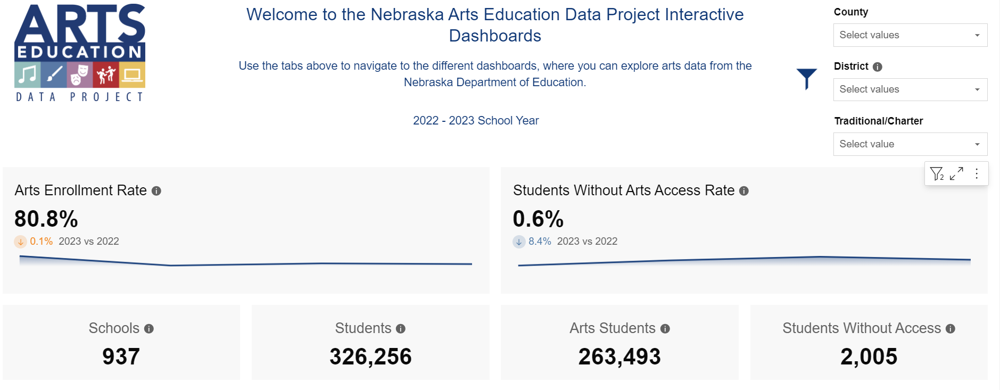 ARTS
EDUCATION
DATA PROJECT
Welcome to the Nebraska Arts Education Data Project Interactive
Dashboards
Use the tabs above to navigate to the different dashboards, where you can explore arts data from the
Nebraska Department of Education.
2022 - 2023 School Year
County
Select values
District
Select values
Traditional/Charter
Select value
2
Arts Enrollment Rate
80.8%
0.1% 2023 vs 2022
Students Without Arts Access Rate
0.6%
8.4% 2023 vs 2022
Schools
937
Students
326,256
Arts Students
263,493
Students Without Access
2,005